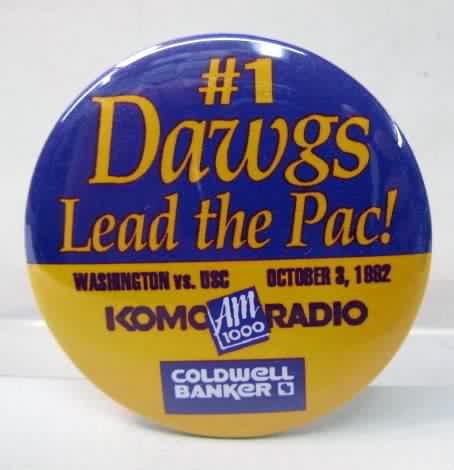 #1
Dawgs
Lead the Pac!
WASHINGTON vs. USC OCTOBER 3, 1992
KOMO AM 1000 RADIO
COLDWELL
BANKER